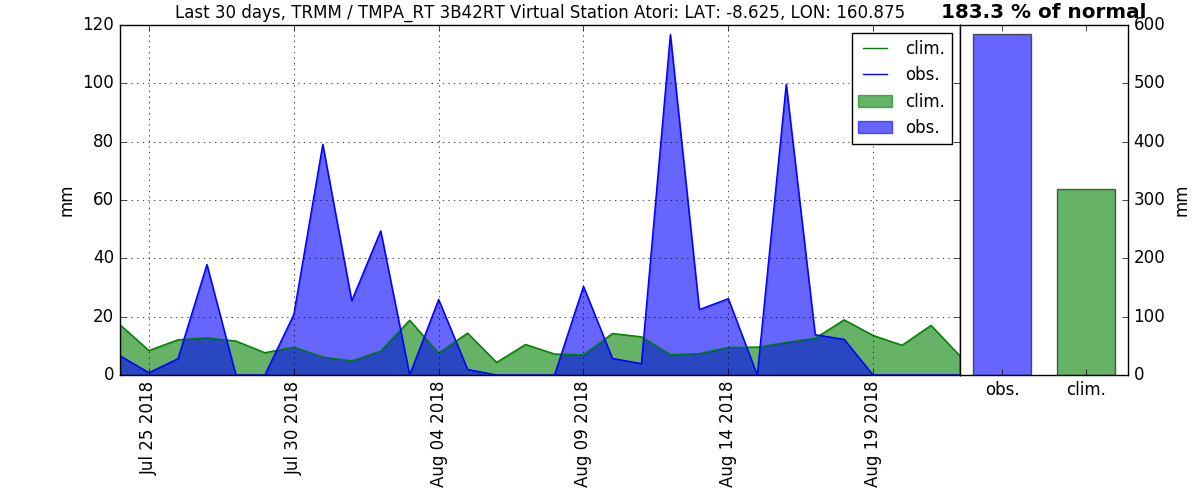 Last 30 days, TRMM / TMPA_RT 3B42RT Virtual Station Atori: LAT: -8.625, LON: 160.875
183.3 % of normal
120
100
80
60
40
20
0
mm
clim.
obs.
clim.
obs.
600
500
400
300
200
100
0
mm
Jul 25 2018
Jul 30 2018
Aug 04 2018
Aug 09 2018
Aug 14 2018
Aug 19 2018
obs.
clim.